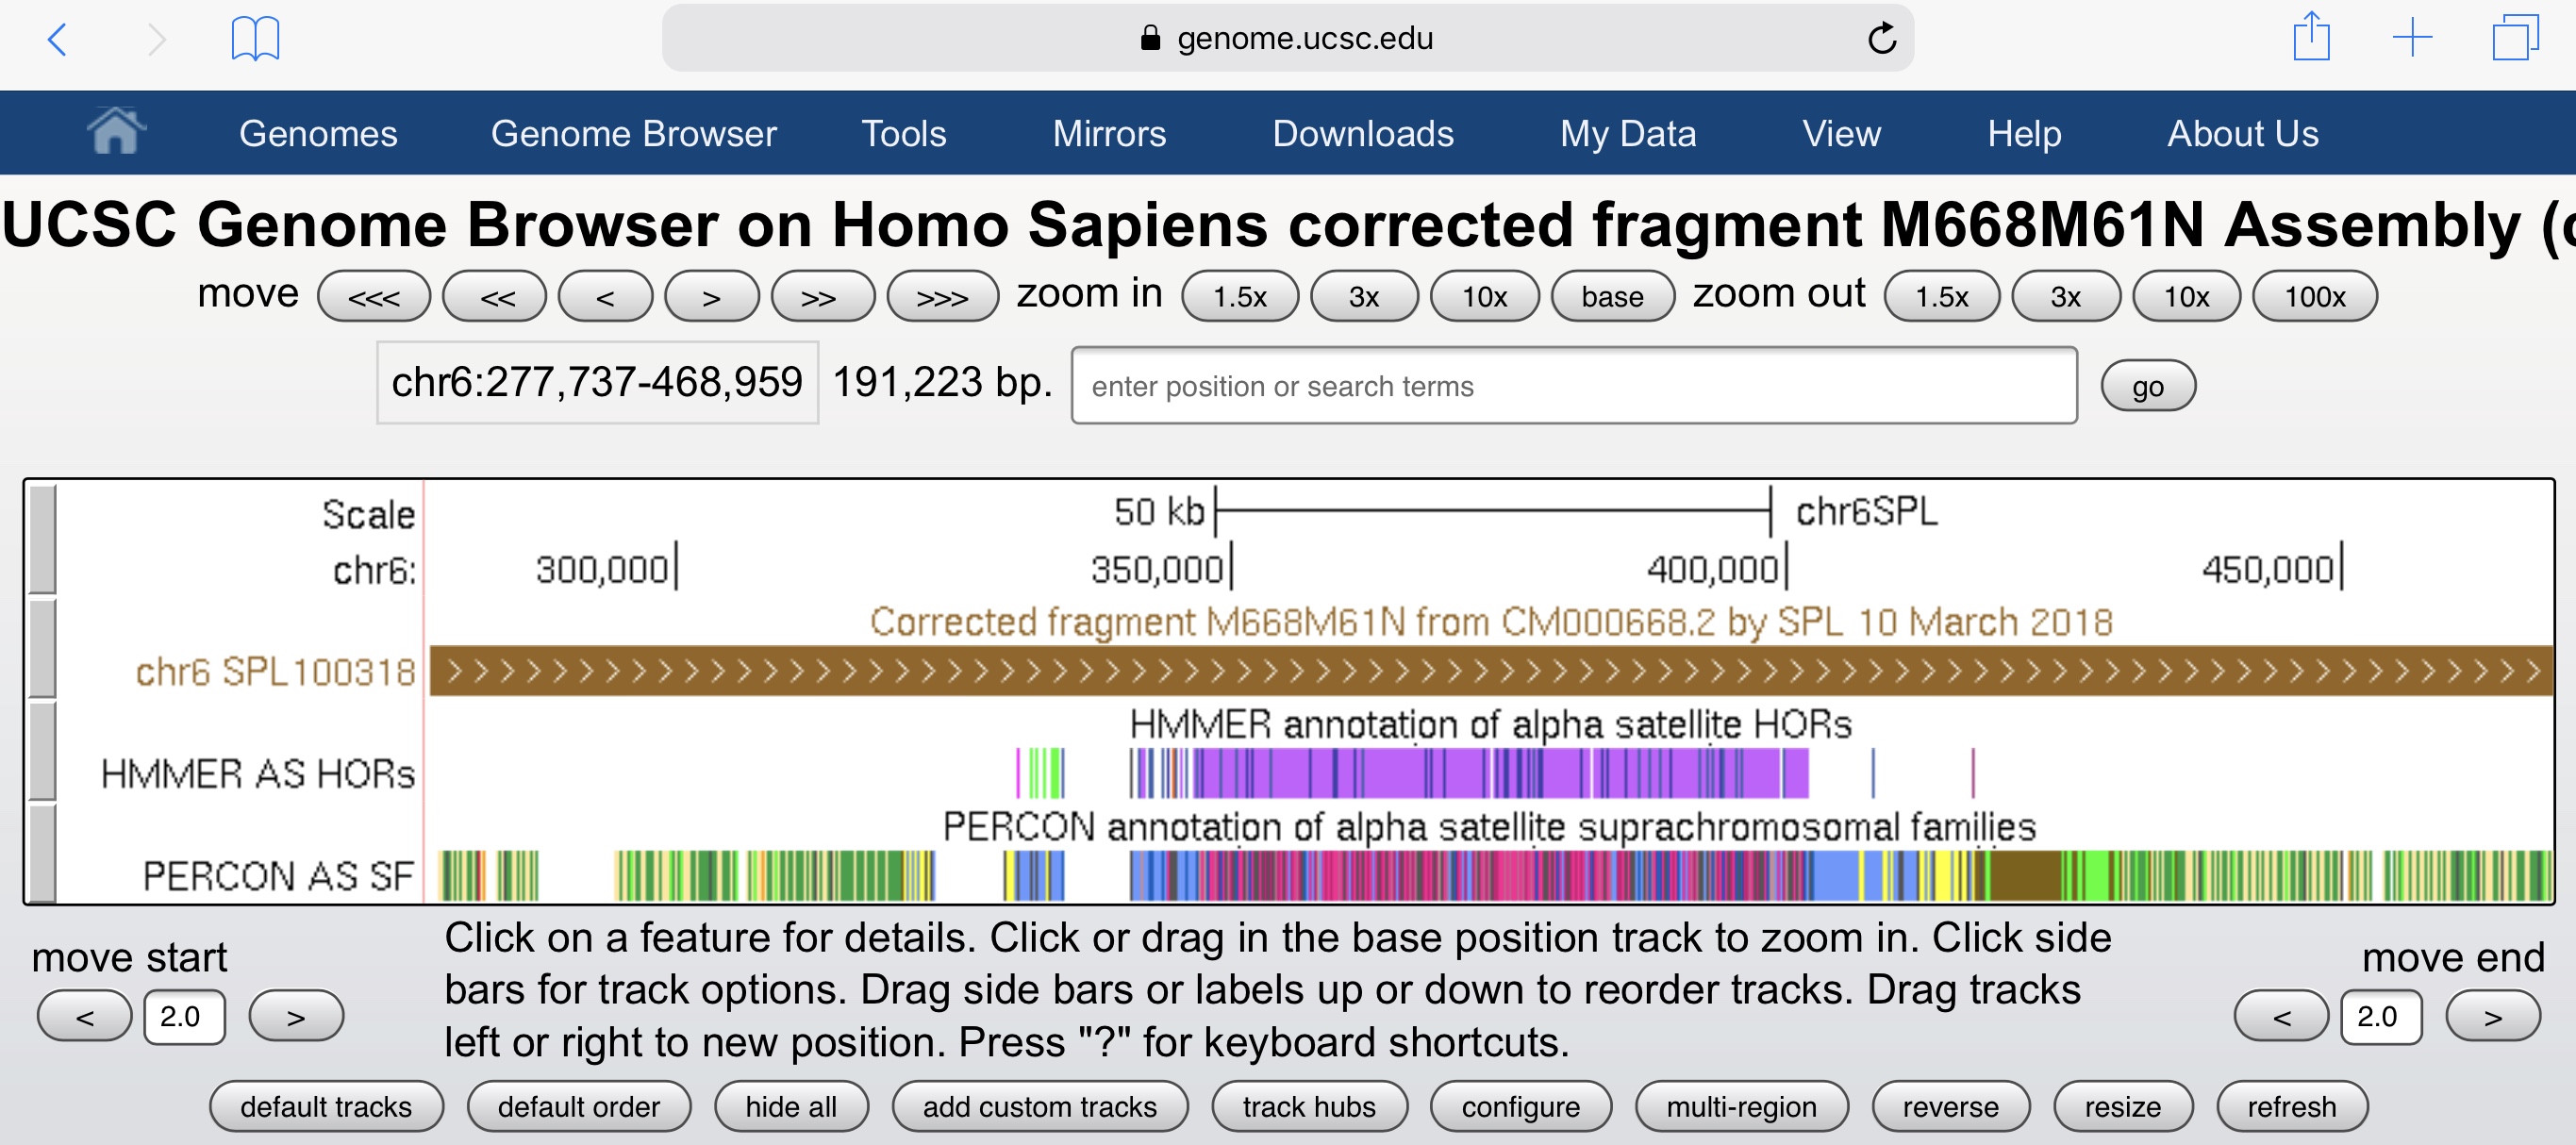 genome.ucsc.edu
Genomes Genome Browser Tools Mirrors Downloads My Data View Help About Us
UCSC Genome Browser on Homo Sapiens corrected fragment M668M61N Assembly (
move <<< << < > >> >>> zoom in 1.5x 3x 10x base zoom out 1.5x 3x 10x 100x
chr6:277,737-468,959 191,223 bp. enter position or search terms go
Scale 50 kb chr6SPL
chr6: 300,000 350,000 400,000 450,000
Corrected fragment M668M61N from CM000668.2 by SPL 10 March 2018
chr6 SPL100318
HMMER annotation of alpha satellite HORs
HMMER AS HORs
PERCON annotation of alpha satellite suprachromosomal families
PERCON AS SF
move start
< 2.0 >
Click on a feature for details. Click or drag in the base position track to zoom in. Click side
bars for track options. Drag side bars or labels up or down to reorder tracks. Drag tracks
left or right to new position. Press "?" for keyboard shortcuts.
move end
< 2.0 >
default tracks default order hide all add custom tracks track hubs configure multi-region reverse resize refresh